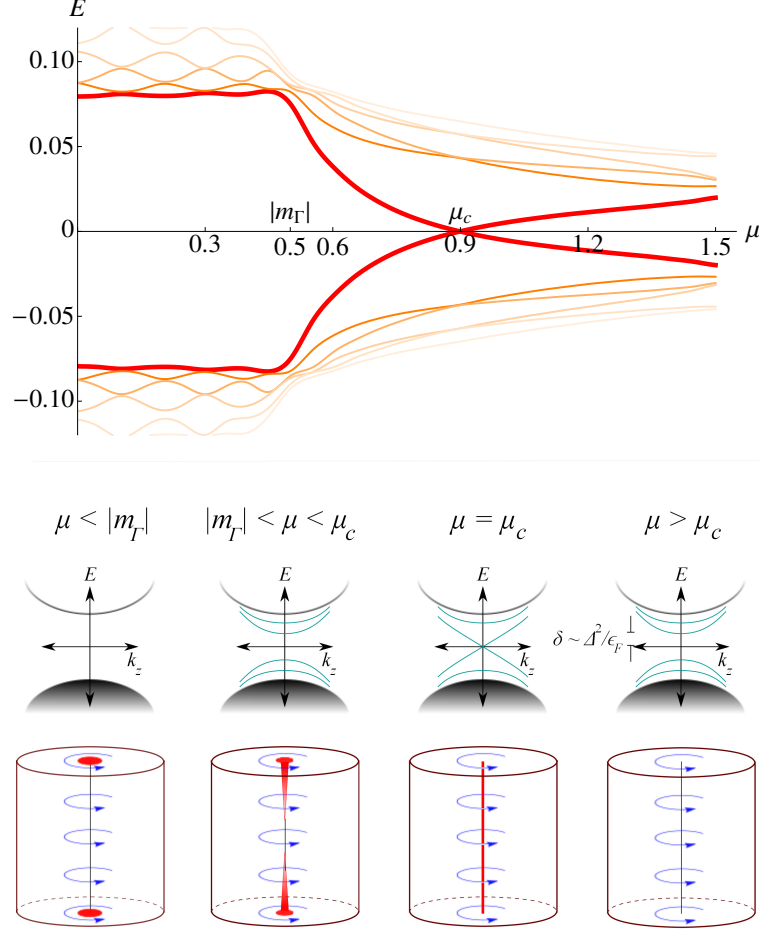 E
0.10
0.05
|m_Γ| μ_c
0 0.3 0.5 0.6 0.9 1.2 1.5 μ
−0.05
−0.10
μ < |m_Γ| |m_Γ| < μ < μ_c μ = μ_c μ > μ_c
E E E E
δ ~ Δ²/ϵ_F
k_z k_z k_z k_z